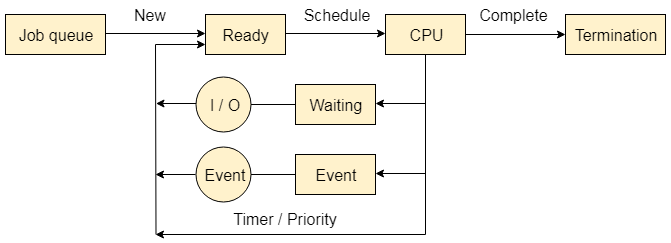 New
Schedule
Complete
Job queue
Ready
CPU
Termination
I / O
Waiting
Event
Event
Timer / Priority